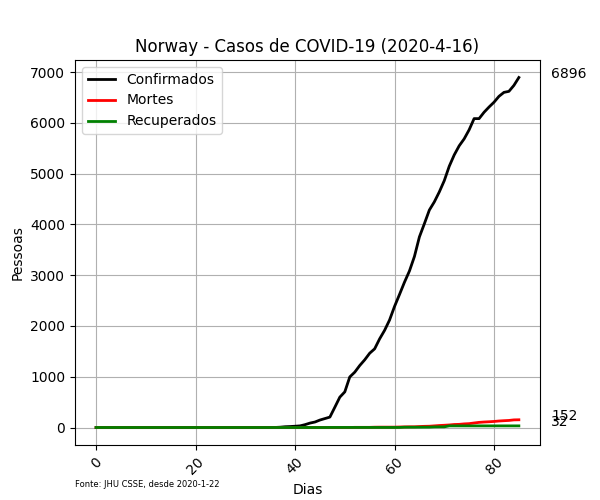 Norway - Casos de COVID-19 (2020-4-16)
Confirmados
Mortes
Recuperados
7000
6000
5000
4000
3000
2000
1000
0
Pessoas
6896
152
32
0
20
40
60
80
Dias
Fonte: JHU CSSE, desde 2020-1-22